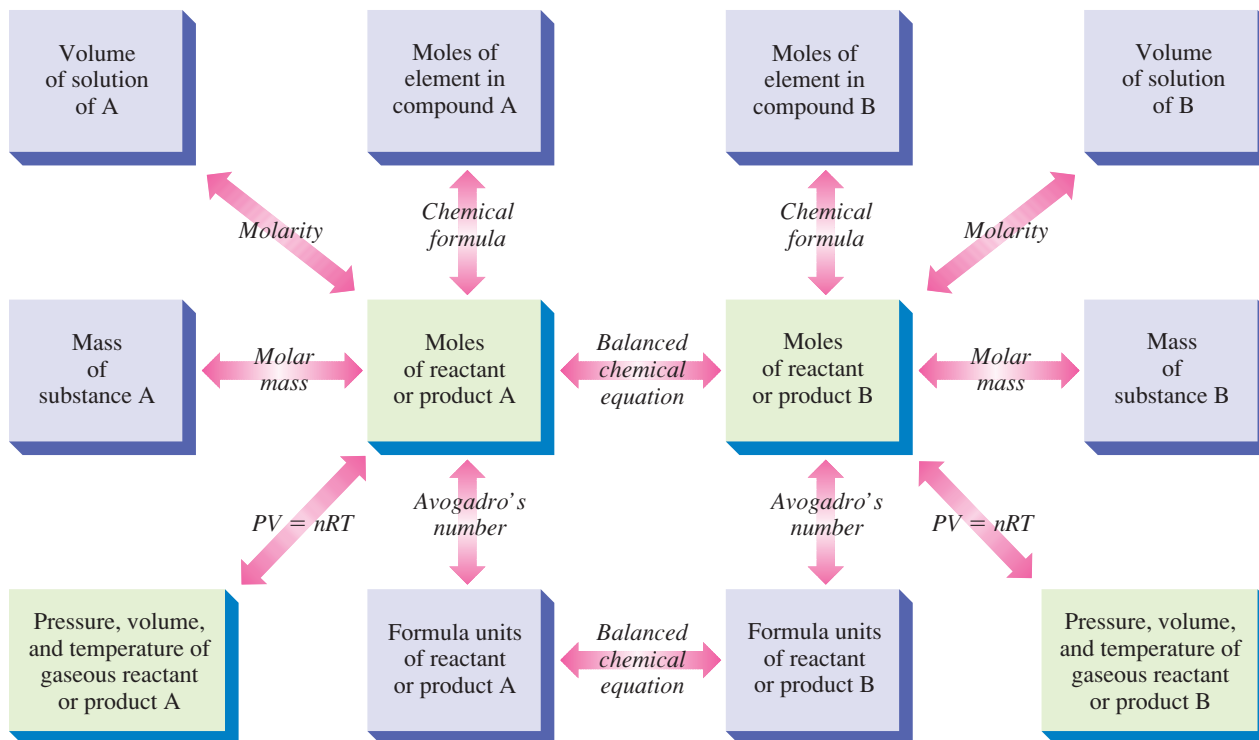 Volume
of solution
of A
Moles of
element in
compound A
Moles of
element in
compound B
Volume
of solution
of B
Molarity
Chemical
formula
Chemical
formula
Molarity
Mass
of
substance A
Molar
mass
Moles
of reactant
or product A
Balanced
chemical
equation
Moles
of reactant
or product B
Molar
mass
Mass
of
substance B
PV = nRT
Avogadro's
number
Avogadro's
number
PV = nRT
Pressure, volume,
and temperature of
gaseous reactant
or product A
Formula units
of reactant
or product A
Balanced
chemical
equation
Formula units
of reactant
or product B
Pressure, volume,
and temperature of
gaseous reactant
or product B